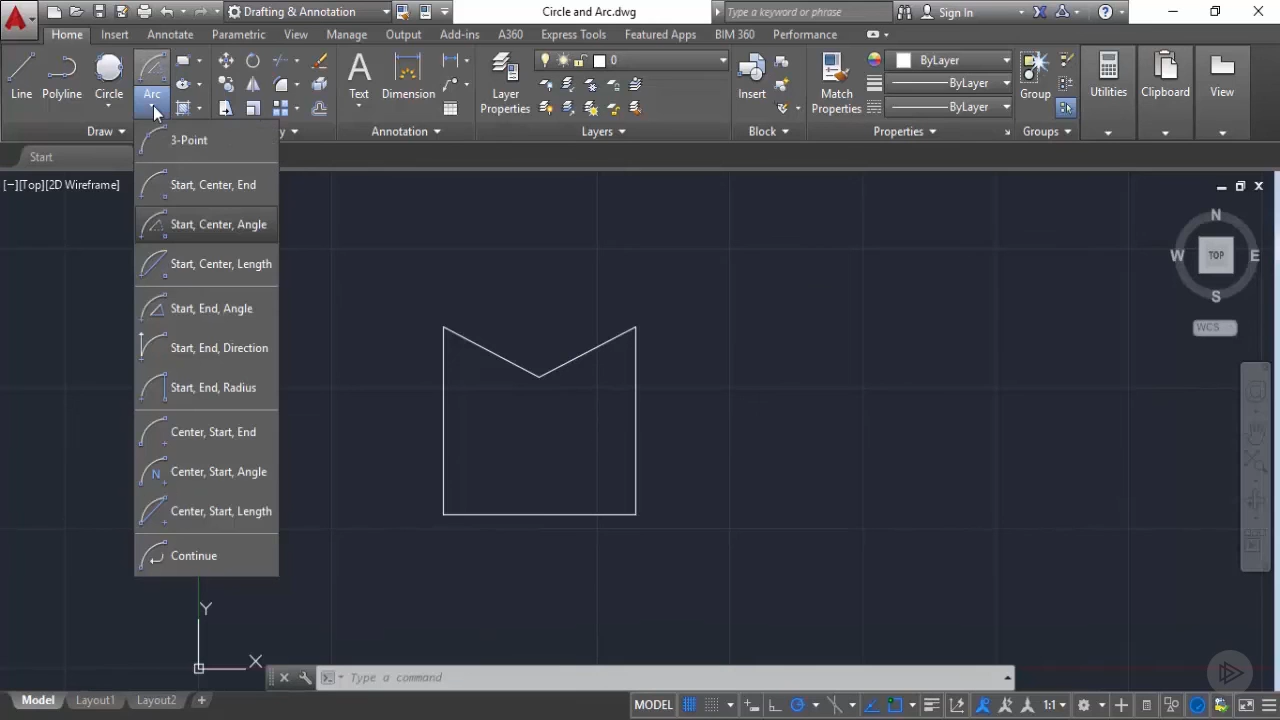 Drafting & Annotation
Circle and Arc.dwg
Type a keyword or phrase
Sign In
Home Insert Annotate Parametric View Manage Output Add-ins A360 Express Tools Featured Apps BIM 360 Performance
Line Polyline Circle Arc
Text Dimension
Layer Properties
0
Insert
Match Properties
ByLayer
ByLayer
ByLayer
Group
Utilities
Clipboard
View
Draw Annotation Layers Block Properties Groups
Start
3-Point
Start, Center, End
Start, Center, Angle
Start, Center, Length
Start, End, Angle
Start, End, Direction
Start, End, Radius
Center, Start, End
Center, Start, Angle
Center, Start, Length
Continue
[−][Top][2D Wireframe]
N
W TOP E
S
WCS
Y
X
Type a command
Model Layout1 Layout2 +
MODEL 1:1